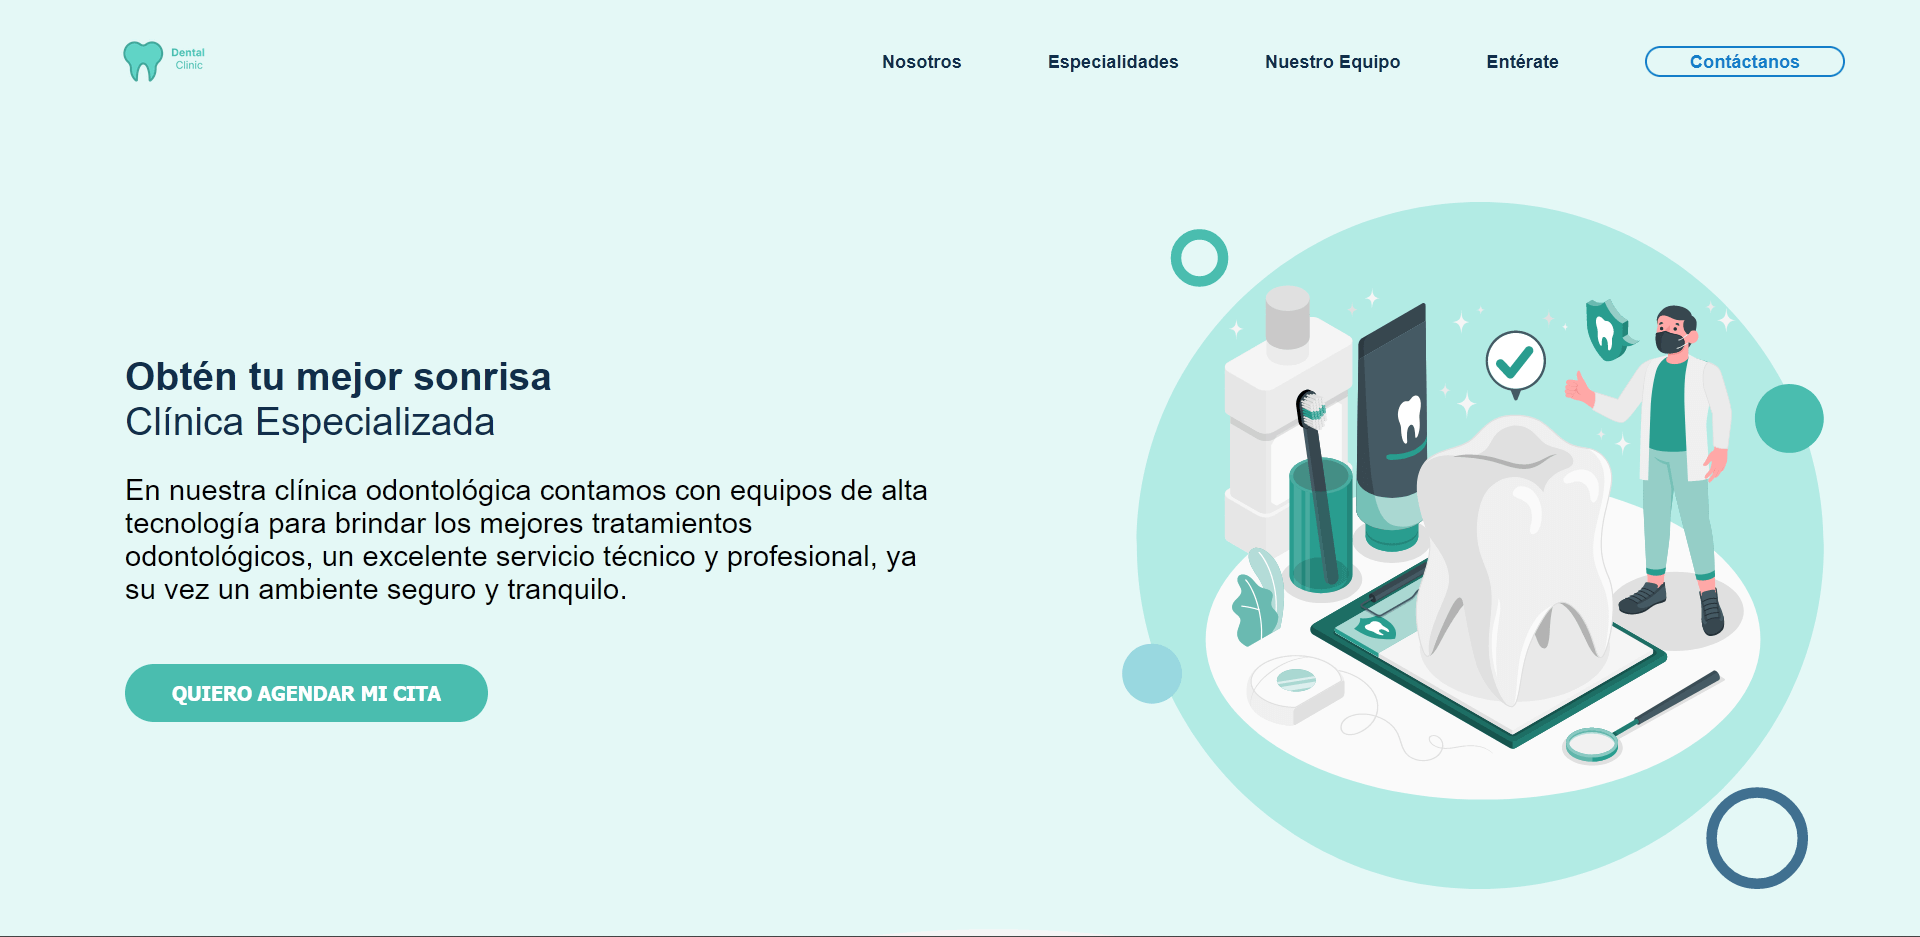 Dental
Clinic
Nosotros
Especialidades
Nuestro Equipo
Entérate
Contáctanos
Obtén tu mejor sonrisa
Clínica Especializada
En nuestra clínica odontológica contamos con equipos de alta
tecnología para brindar los mejores tratamientos
odontológicos, un excelente servicio técnico y profesional, ya
su vez un ambiente seguro y tranquilo.
QUIERO AGENDAR MI CITA